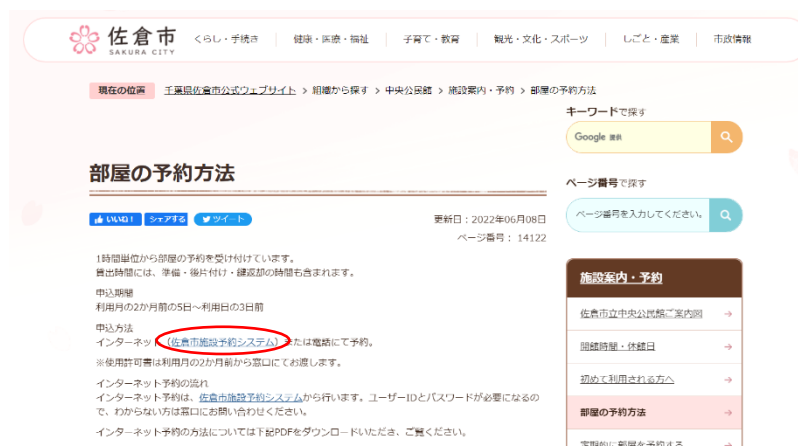 佐倉市
SAKURA CITY
くらし・手続き
健康・医療・福祉
子育て・教育
観光・文化・スポーツ
しごと・産業
市政情報
現在の位置 千葉県佐倉市公式ウェブサイト > 組織から探す > 中央公民館 > 施設案内・予約 > 部屋の予約方法
部屋の予約方法
いいね！ シェアする ツイート
更新日：2022年06月08日
ページ番号： 14122
1時間単位から部屋の予約を受け付けています。
貸出時間には、準備・後片付け・鍵返却の時間も含まれます。
申込期間
利用月の2か月前の5日～利用日の3日前
申込方法
インターネット（佐倉市施設予約システム）または電話にて予約。
※使用許可書は利用月の2か月前から窓口にてお渡します。
インターネット予約の流れ
インターネット予約は、佐倉市施設予約システムから行います。ユーザーIDとパスワードが必要になるの
で、わからない方は窓口にお問い合わせください。
インターネット予約の方法については下記PDFをダウンロードいただき、ご覧ください。
キーワードで探す
Google 提供
ページ番号で探す
ページ番号を入力してください。
施設案内・予約
佐倉市立中央公民館ご案内図 →
開館時間・休館日 →
初めて利用される方へ →
部屋の予約方法 →
定期的に部屋を予約する